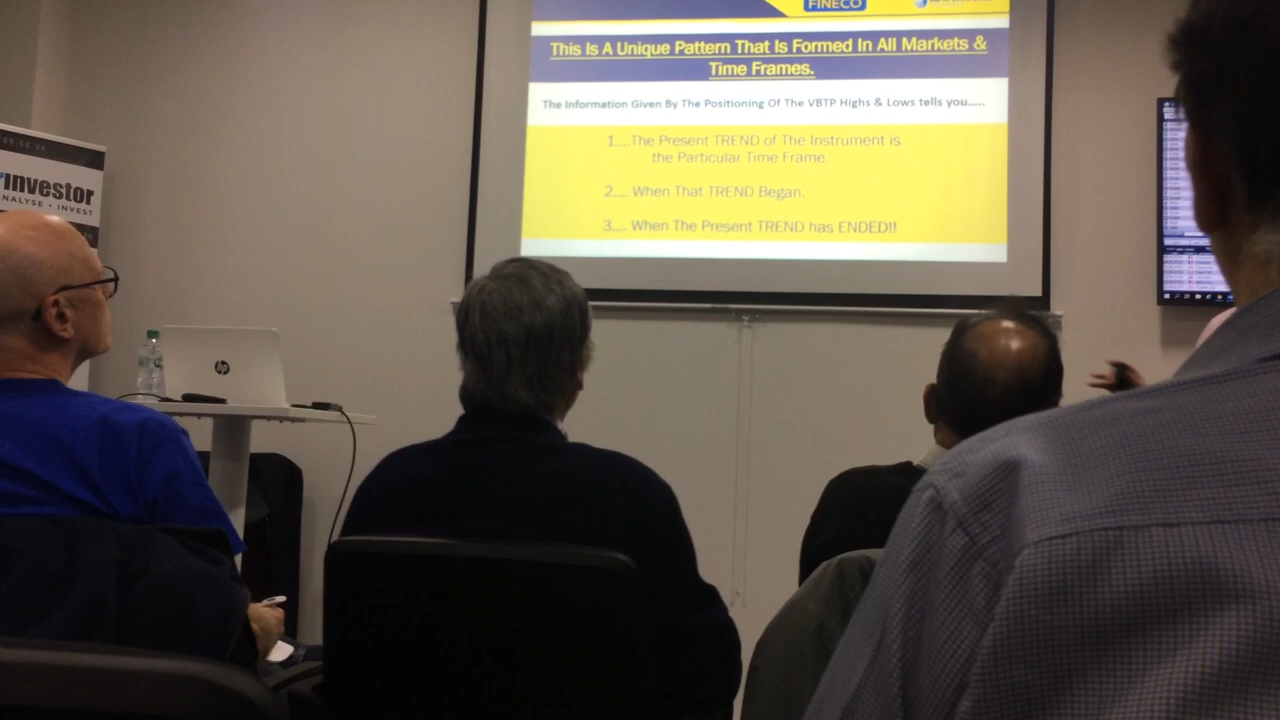 FINECO
This Is A Unique Pattern That Is Formed In All Markets &
Time Frames.
The Information Given By The Positioning Of The VBTP Highs & Lows tells you.....
1....The Present TREND of The Instrument is
the Particular Time Frame.
2.... When That TREND Began.
3.... When The Present TREND has ENDED!!
investor
NALYSE • INVEST
hp